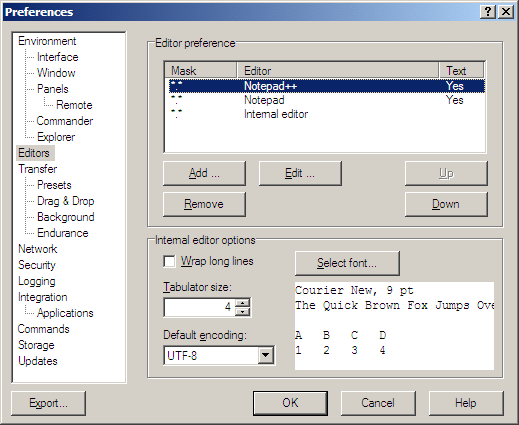 Preferences
Environment
Interface
Window
Panels
Remote
Commander
Explorer
Editors
Transfer
Presets
Drag & Drop
Background
Endurance
Network
Security
Logging
Integration
Applications
Commands
Storage
Updates
Editor preference
Mask Editor Text
*.* Notepad++ Yes
*.* Notepad Yes
*.* Internal editor
Add ... Edit ... Up
Remove Down
Internal editor options
Wrap long lines
Select font...
Tabulator size:
4
Default encoding:
UTF-8
Courier New, 9 pt
The Quick Brown Fox Jumps Ove
A B C D
1 2 3 4
Export... OK Cancel Help